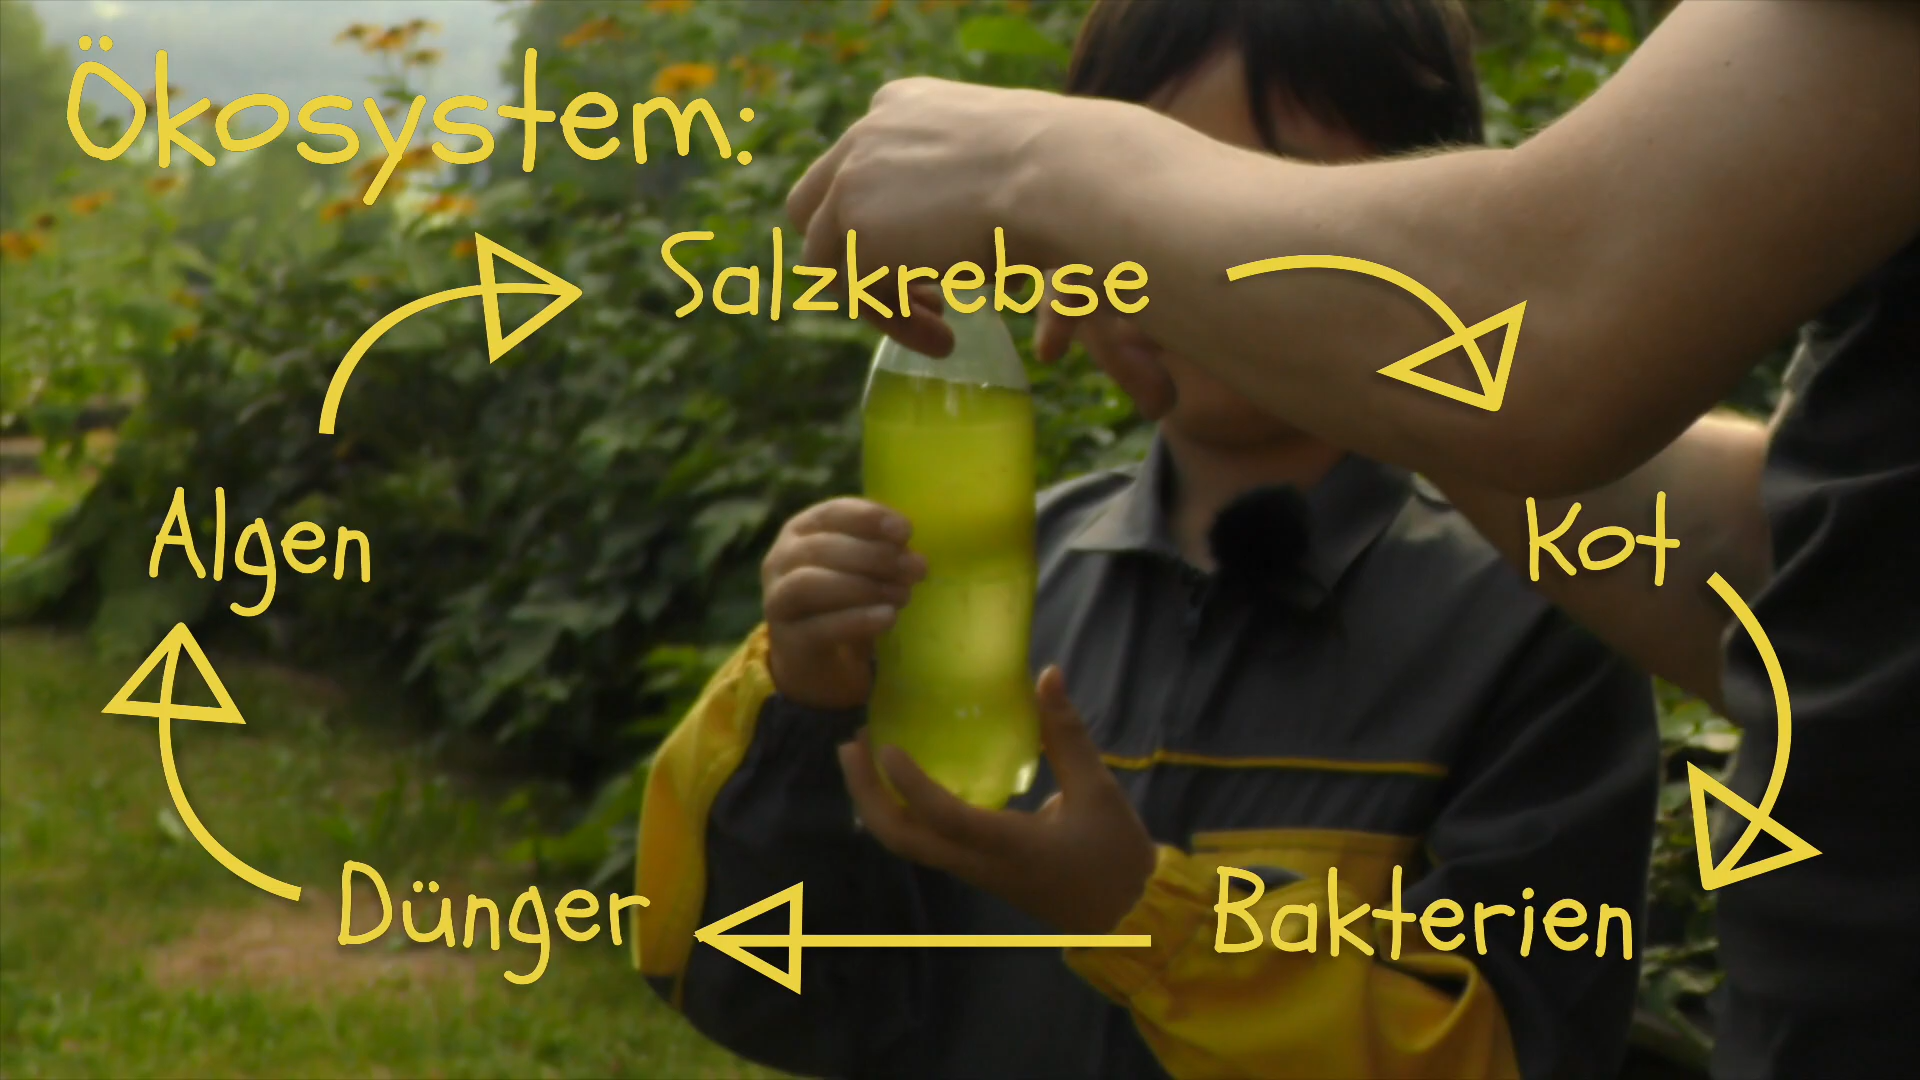 Ökosystem:
Salzkrebse
Kot
Bakterien
Dünger
Algen